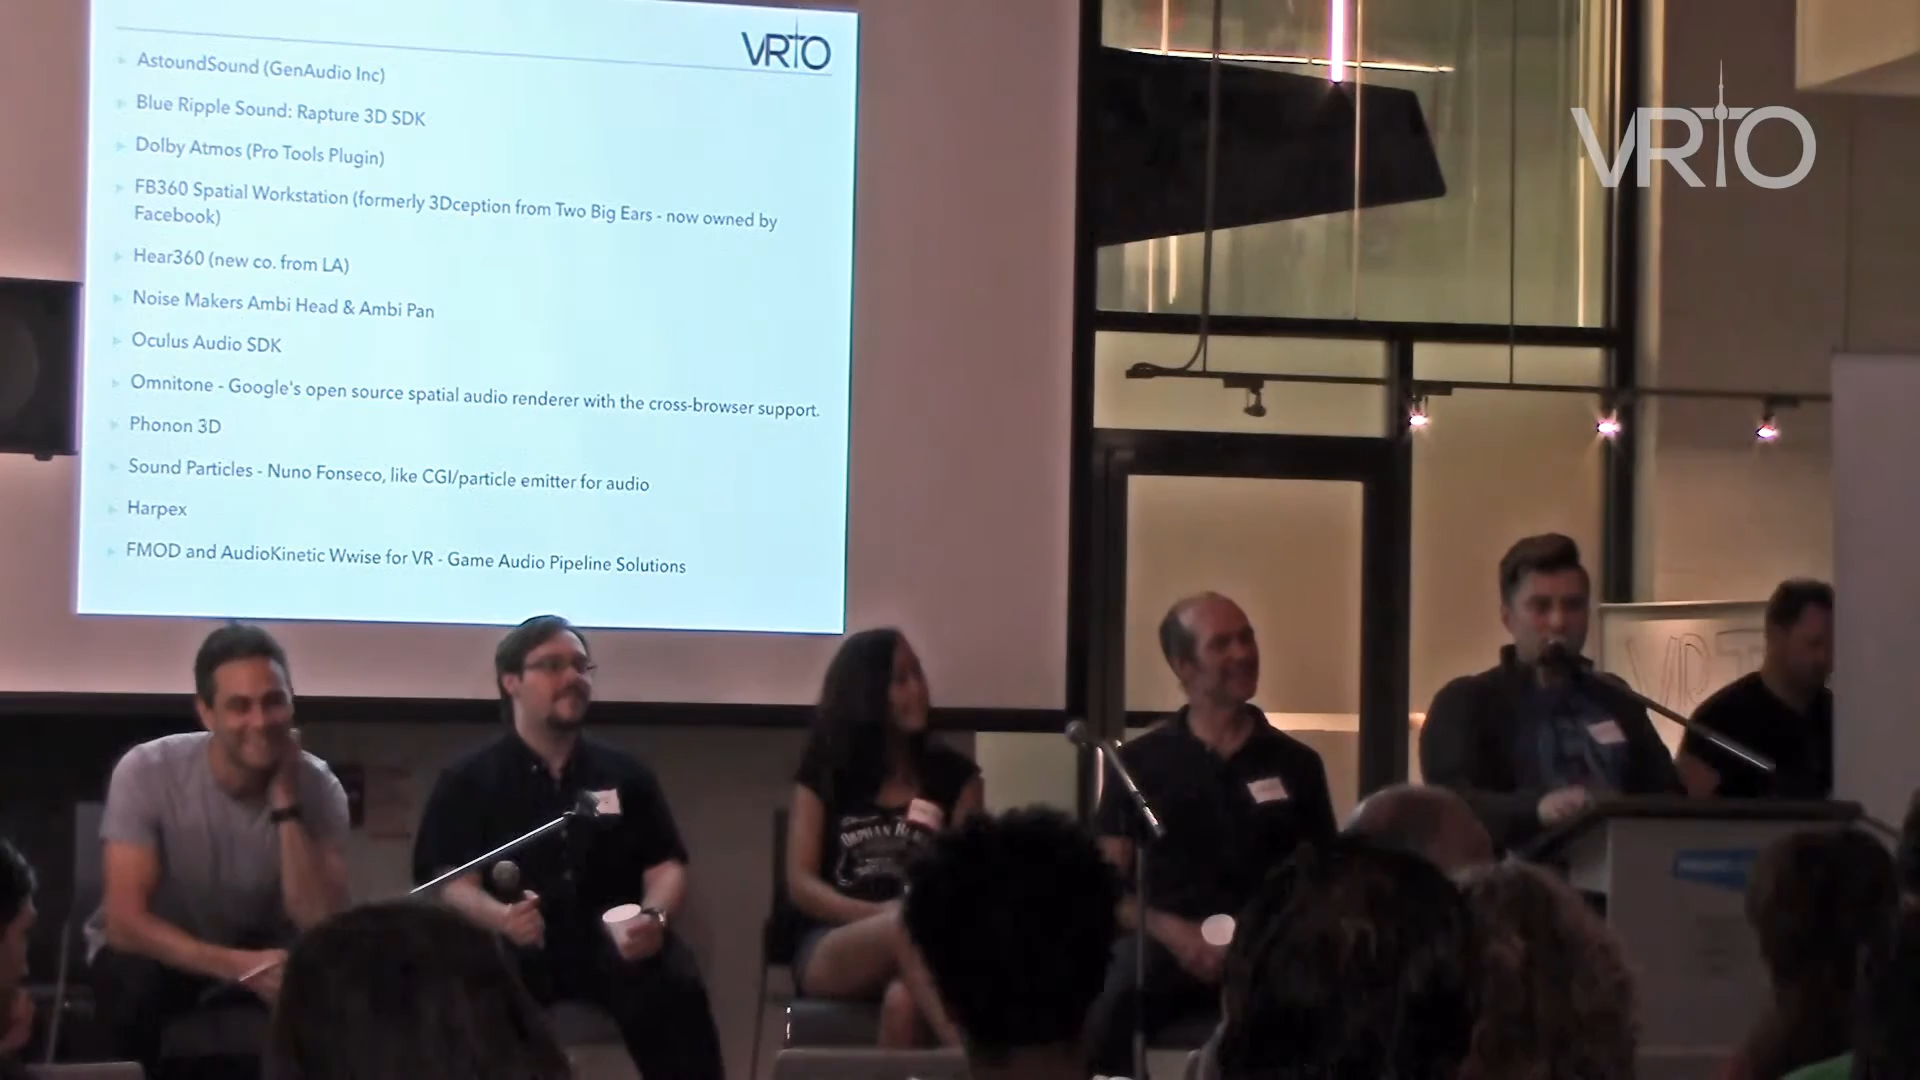 VRTO
AstoundSound (GenAudio Inc)
Blue Ripple Sound: Rapture 3D SDK
Dolby Atmos (Pro Tools Plugin)
FB360 Spatial Workstation (formerly 3Dception from Two Big Ears - now owned by
Facebook)
Hear360 (new co. from LA)
Noise Makers Ambi Head & Ambi Pan
Oculus Audio SDK
Omnitone - Google's open source spatial audio renderer with the cross-browser support.
Phonon 3D
Sound Particles - Nuno Fonseco, like CGI/particle emitter for audio
Harpex
FMOD and AudioKinetic Wwise for VR - Game Audio Pipeline Solutions
VRTO
VRT